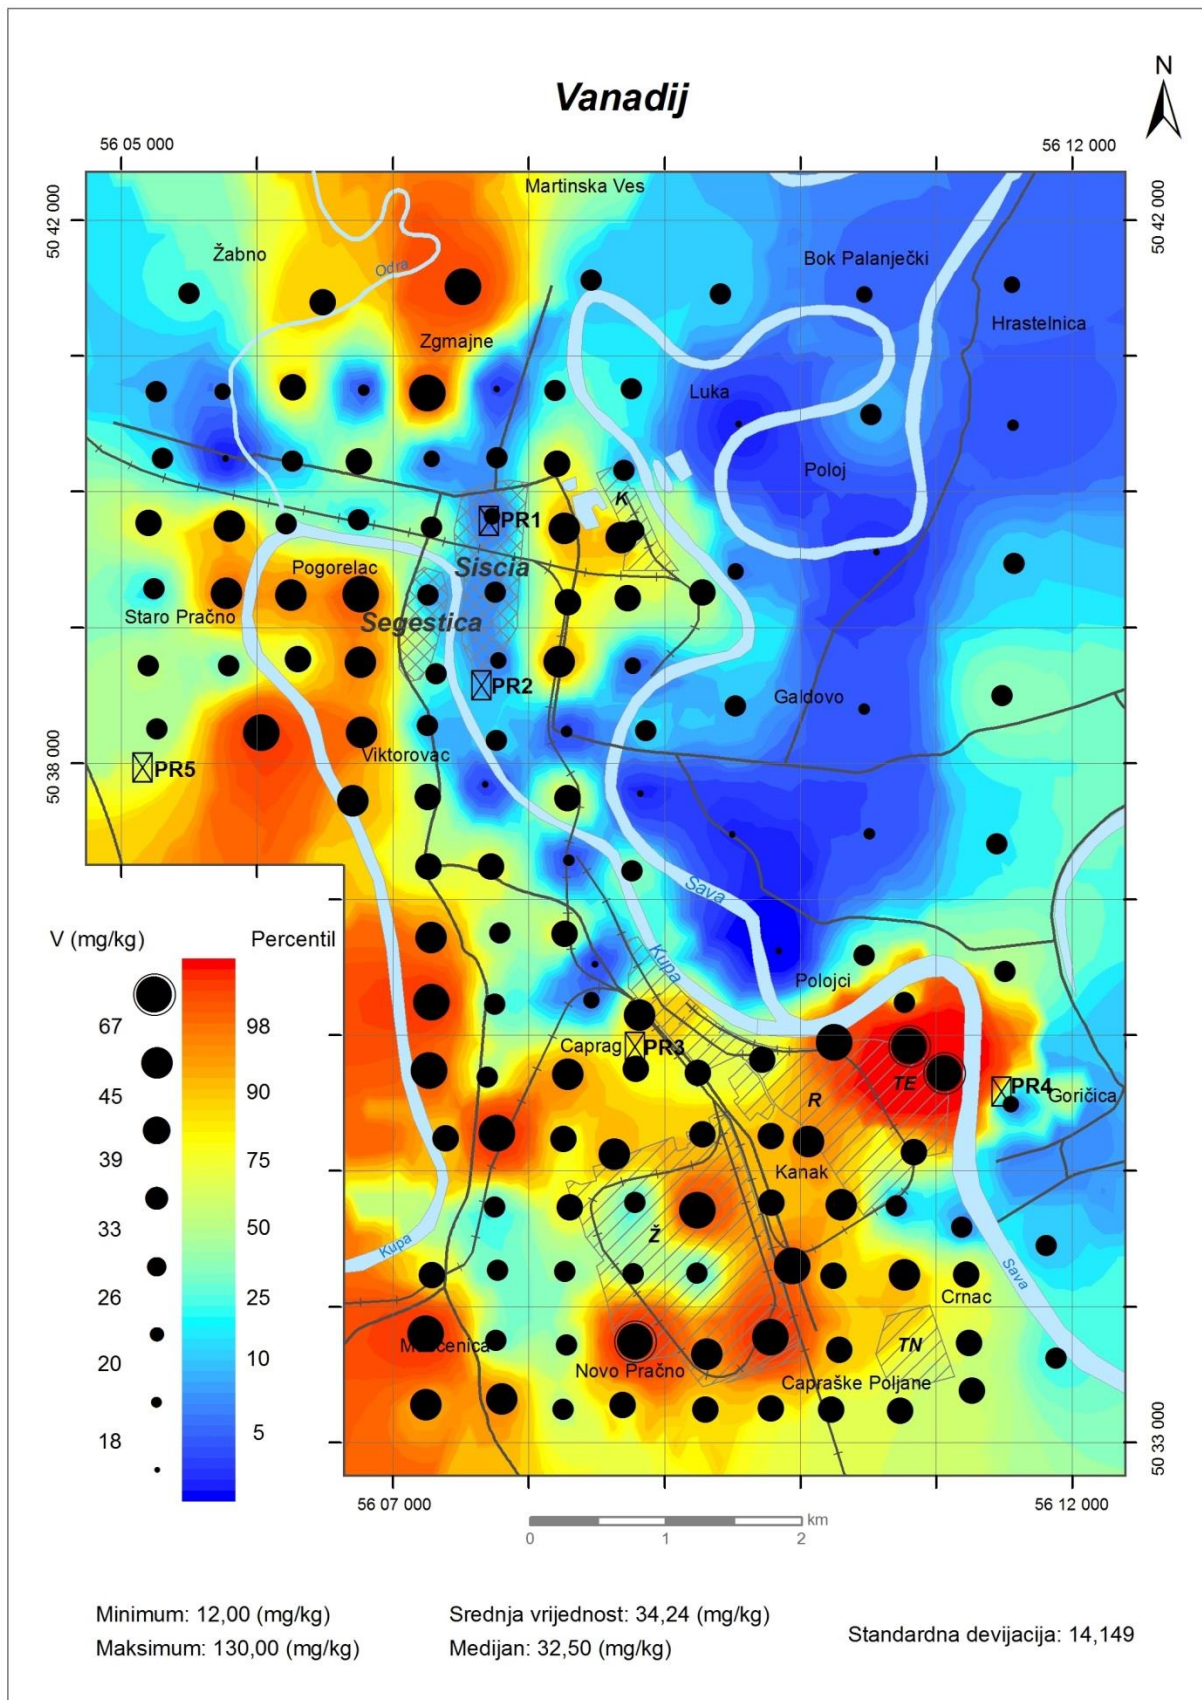 N
Vanadij
56 05 000 56 12 000
Martinska Ves
50 42 000 50 42 000
Žabno Bok Palanječki
Odra
Hrastelnica
Zgmajne
Luka
Poloj
K
PR1
Siscia
Pogorelac
Staro Pračno Segestica
PR2 Galdovo
Viktorovac
50 38 000 PR5
Sava
V (mg/kg) Percentil
Kupa Polojci
67 98
Caprag PR3
TE PR4 Goričica
45 90 R
39 75 Kanak
33 50 Ž
Kupa Sava
26 25 Crnac
Novo Pračno TN
20 10
Capraške Poljane
18 5 50 33 000
56 07 000 56 12 000
km
0 1 2
Minimum: 12,00 (mg/kg) Srednja vrijednost: 34,24 (mg/kg)
Maksimum: 130,00 (mg/kg) Medijan: 32,50 (mg/kg) Standardna devijacija: 14,149